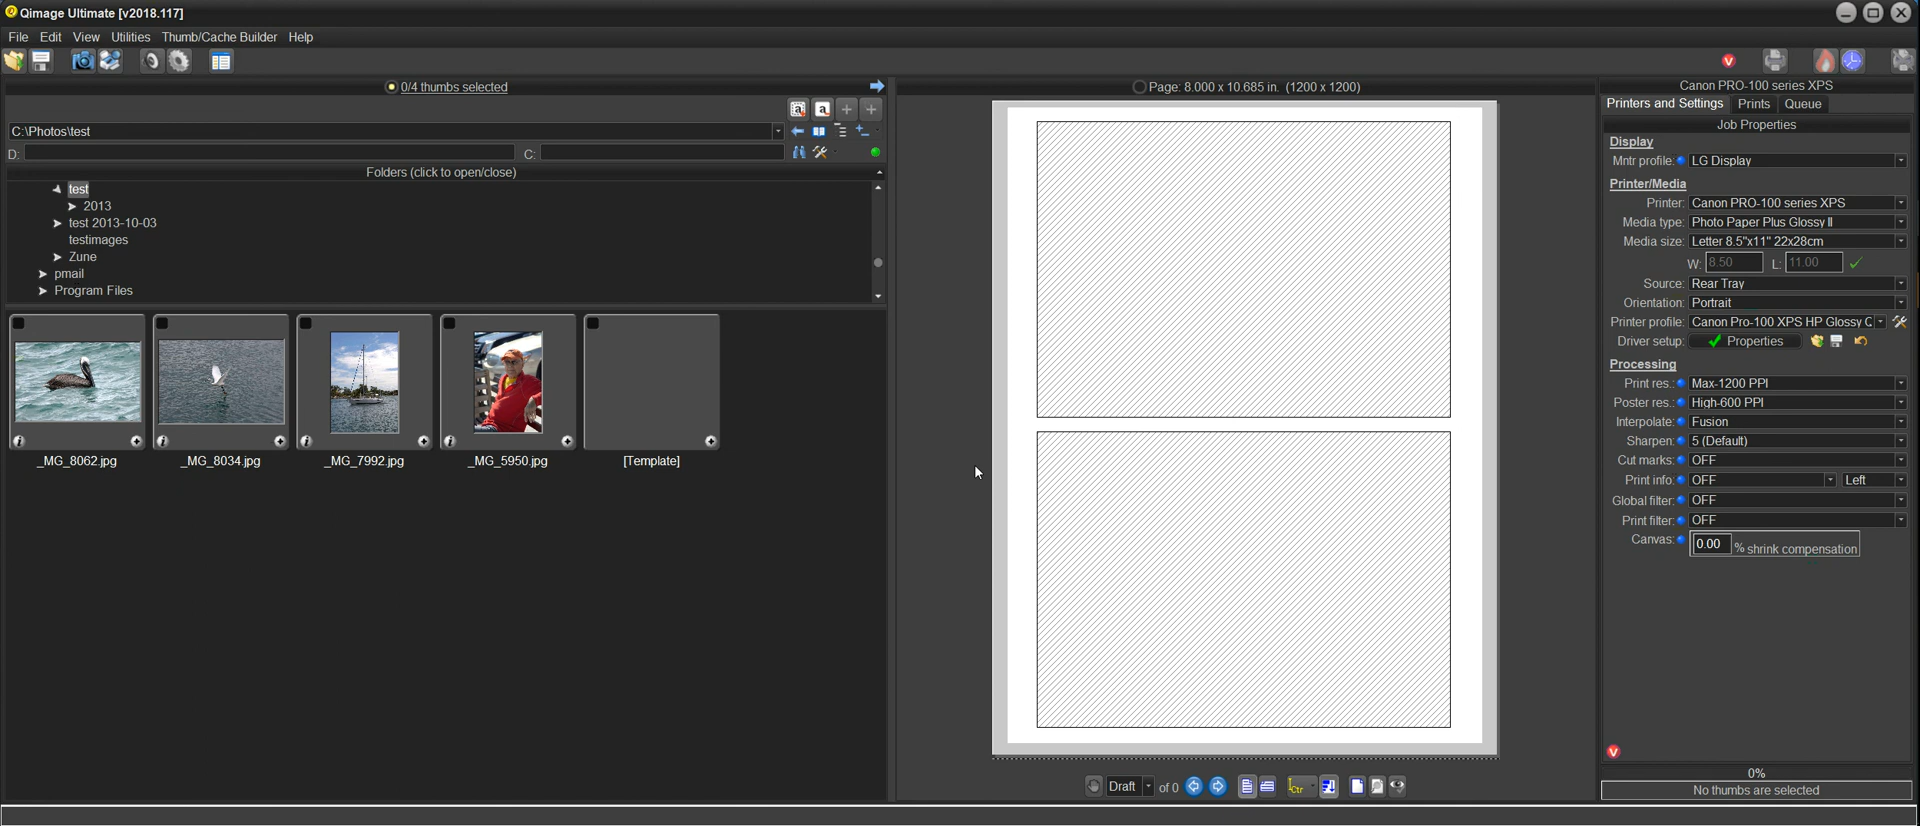 Qimage Ultimate [v2018.117]
File Edit View Utilities Thumb/Cache Builder Help
0/4 thumbs selected
C:\Photos\test
D: C:
Folders (click to open/close)
test
2013
test 2013-10-03
testimages
Zune
pmail
Program Files
_MG_8062.jpg
_MG_8034.jpg
_MG_7992.jpg
_MG_5950.jpg
[Template]
Page: 8.000 x 10.685 in. (1200 x 1200)
Draft of 0
Ctr
Canon PRO-100 series XPS
Printers and Settings Prints Queue
Job Properties
Display
Mntr profile: LG Display
Printer/Media
Printer: Canon PRO-100 series XPS
Media type: Photo Paper Plus Glossy II
Media size: Letter 8.5"x11" 22x28cm
W: 8.50 L: 11.00
Source: Rear Tray
Orientation: Portrait
Printer profile: Canon Pro-100 XPS HP Glossy C
Driver setup: Properties
Processing
Print res.: Max-1200 PPI
Poster res.: High-600 PPI
Interpolate: Fusion
Sharpen: 5 (Default)
Cut marks: OFF
Print info: OFF Left
Global filter: OFF
Print filter: OFF
Canvas: 0.00 % shrink compensation
V
0%
No thumbs are selected